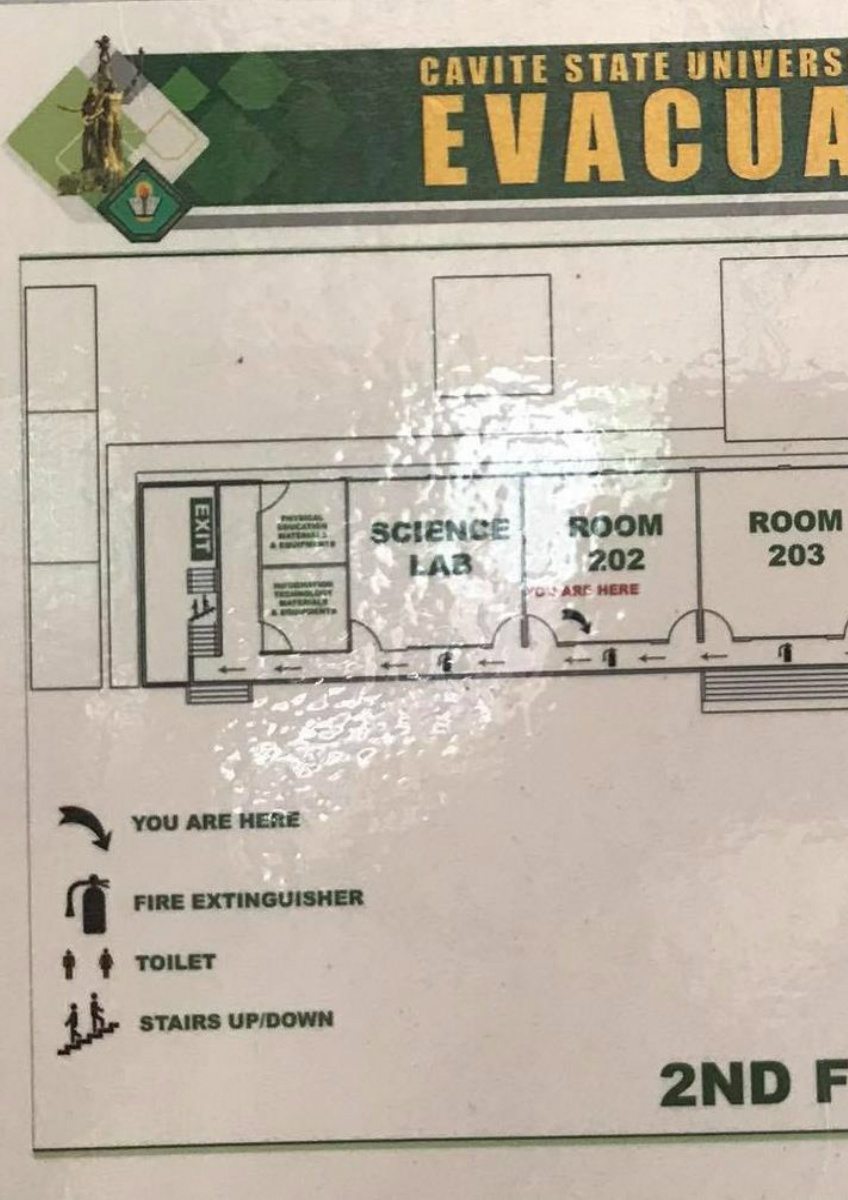 CAVITE STATE UNIVERS
EVACUA
EXIT
PHYSICAL
EDUCATION
MATERIALS
& EQUIPMENTS
INFORMATION
TECHNOLOGY
MATERIALS
& EQUIPMENTS
SCIENCE
LAB
ROOM
202
YOU ARE HERE
ROOM
203
YOU ARE HERE
FIRE EXTINGUISHER
TOILET
STAIRS UP/DOWN
2ND F